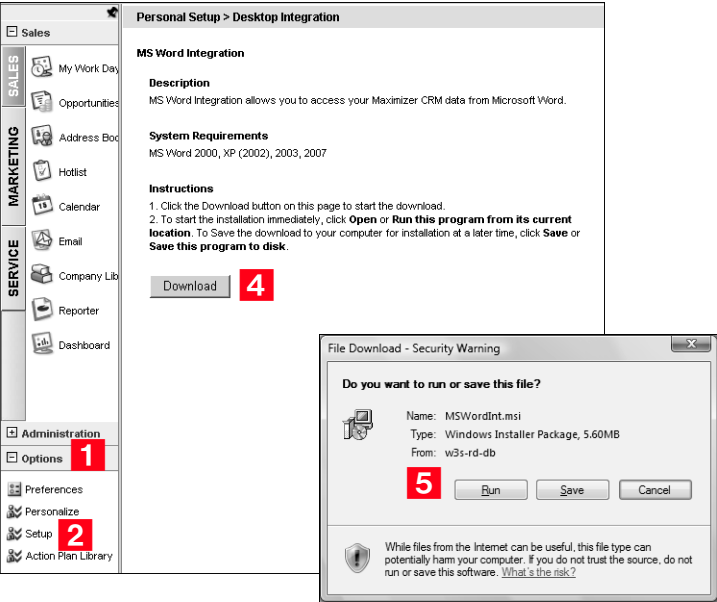 Personal Setup > Desktop Integration
Sales
SALES
MARKETING
SERVICE
My Work Day
Opportunities
Address Boo
Hotlist
Calendar
Email
Company Lib
Reporter
Dashboard
Administration
Options
1
Preferences
Personalize
Setup
2
Action Plan Library
MS Word Integration
Description
MS Word Integration allows you to access your Maximizer CRM data from Microsoft Word.
System Requirements
MS Word 2000, XP (2002), 2003, 2007
Instructions
1. Click the Download button on this page to start the download.
2. To start the installation immediately, click Open or Run this program from its current
location. To Save the download to your computer for installation at a later time, click Save or
Save this program to disk.
Download
4
File Download - Security Warning
X
Do you want to run or save this file?
Name: MSWordInt.msi
Type: Windows Installer Package, 5.60MB
From: w3s-rd-db
5
Run
Save
Cancel
While files from the Internet can be useful, this file type can
potentially harm your computer. If you do not trust the source, do not
run or save this software. What's the risk?